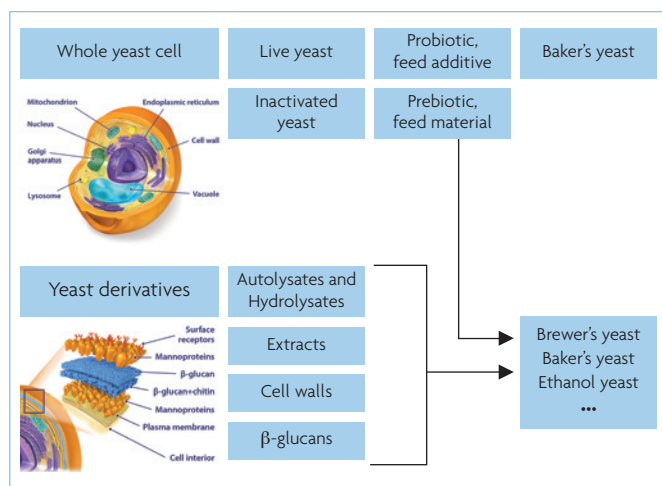 Whole yeast cell
Live yeast
Probiotic,
feed additive
Baker's yeast
Inactivated
yeast
Prebiotic,
feed material
Mitochondrion
Endoplasmic reticulum
Nucleus
Cell wall
Golgi
apparatus
Lysosome
Vacuole
Yeast derivatives
Autolysates and
Hydrolysates
Extracts
Cell walls
β-glucans
Surface
receptors
Mannoproteins
β-glucan
β-glucan+chitin
Mannoproteins
Plasma membrane
Cell interior
Brewer's yeast
Baker's yeast
Ethanol yeast
...